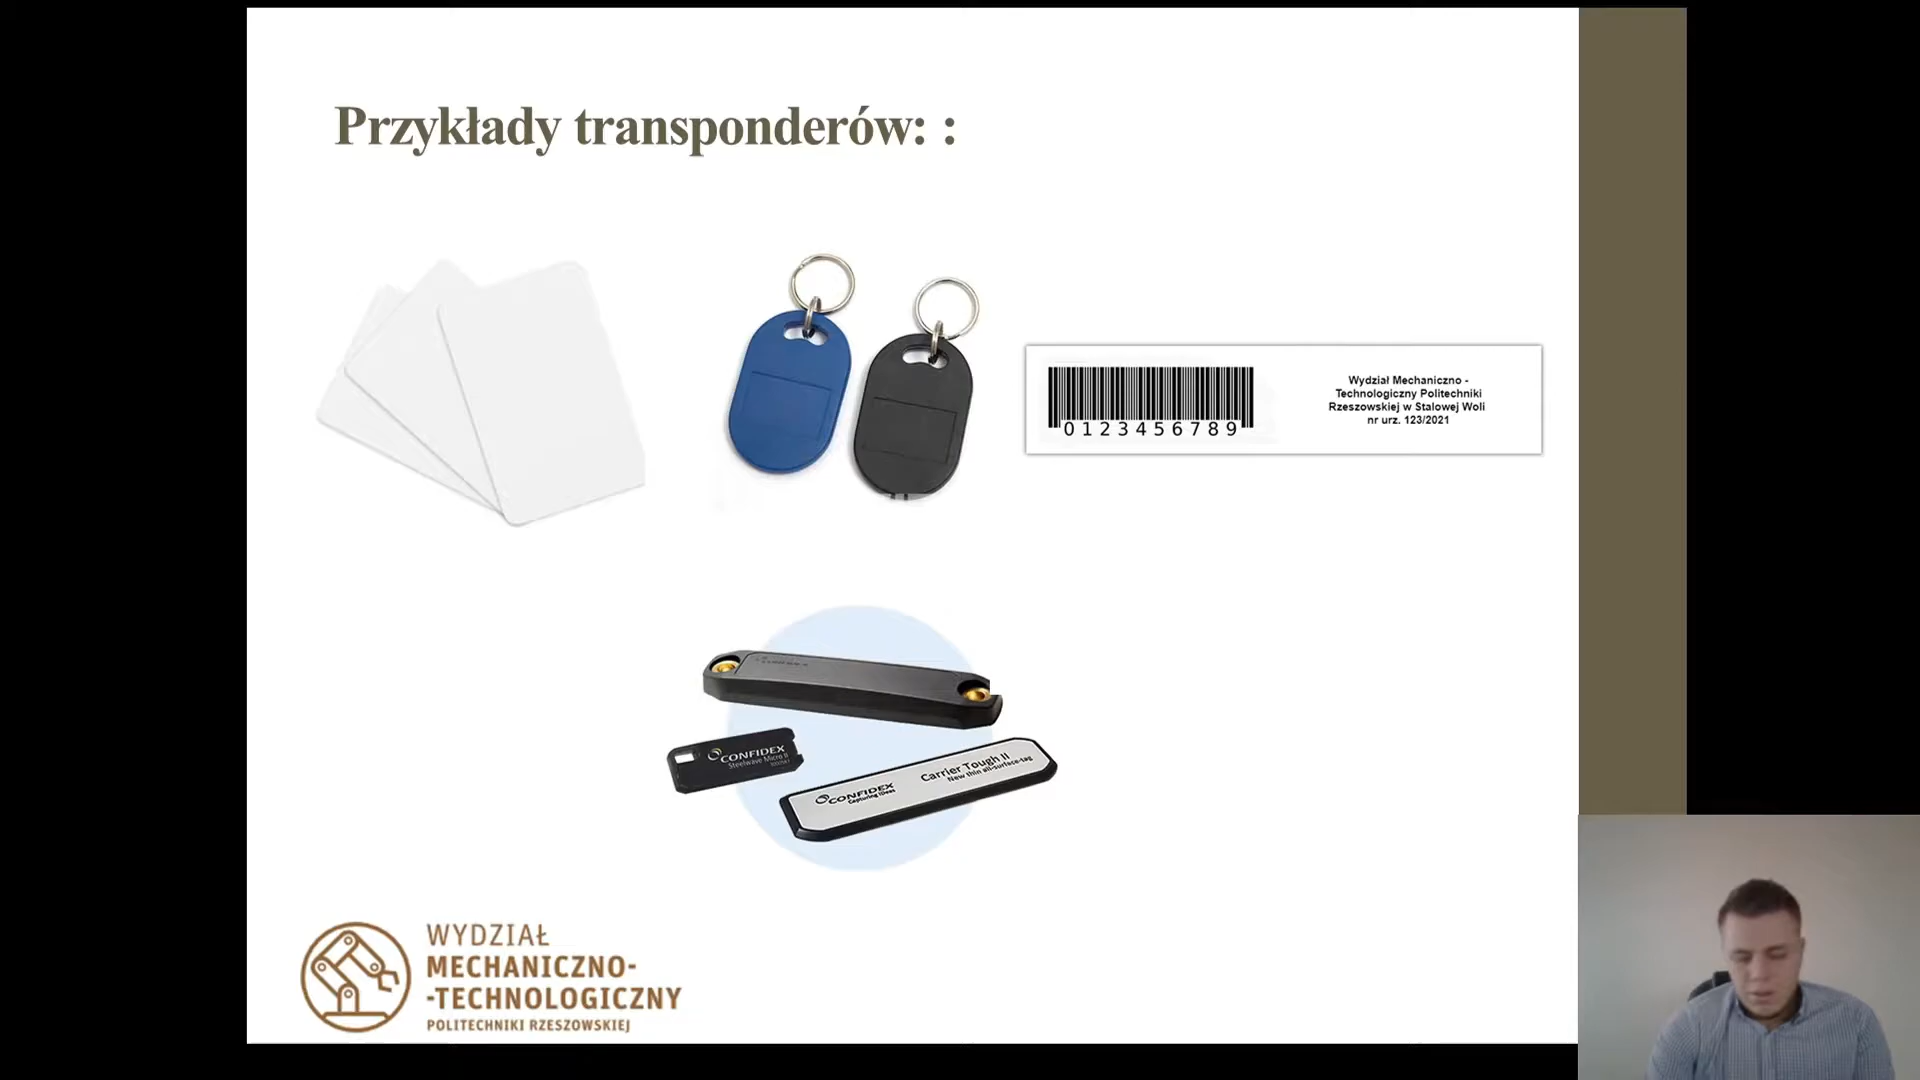 Przykłady transponderów: :
0123456789
Wydział Mechaniczno -
Technologiczny Politechniki
Rzeszowskiej w Stalowej Woli
nr urz. 123/2021
CONFIDEX
Steelwave Micro II
Carrier Tough II
New thin all-surface-tag
CONFIDEX
Capturing ideas
WYDZIAŁ
MECHANICZNO-
-TECHNOLOGICZNY
POLITECHNIKI RZESZOWSKIEJ